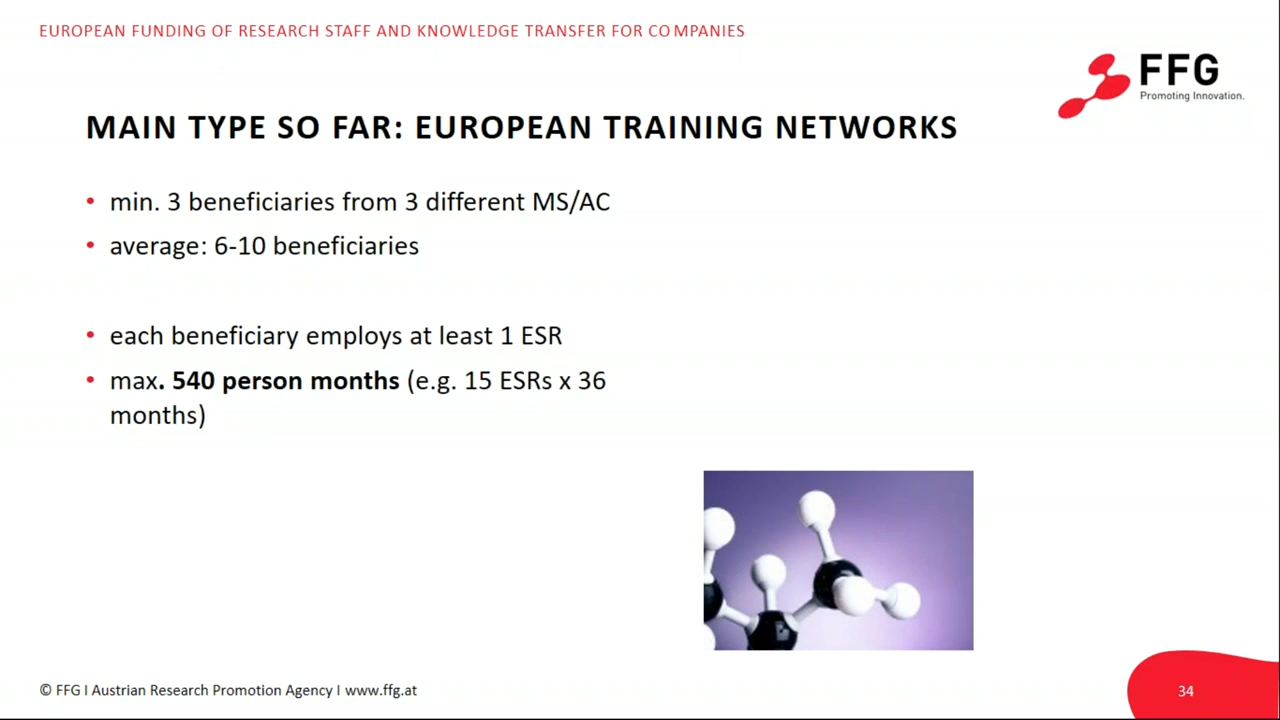 EUROPEAN FUNDING OF RESEARCH STAFF AND KNOWLEDGE TRANSFER FOR COMPANIES
FFG
Promoting Innovation.
MAIN TYPE SO FAR: EUROPEAN TRAINING NETWORKS
• min. 3 beneficiaries from 3 different MS/AC
• average: 6-10 beneficiaries
• each beneficiary employs at least 1 ESR
• max. 540 person months (e.g. 15 ESRs x 36
months)
© FFG I Austrian Research Promotion Agency I www.ffg.at
34